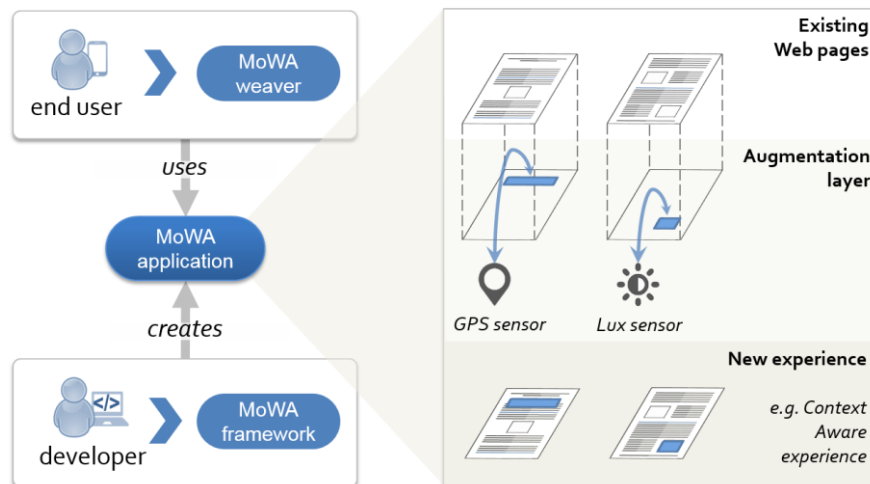 end user
MoWA
weaver
uses
MoWA
application
creates
</>
developer
MoWA
framework
Existing
Web pages
Augmentation
layer
GPS sensor
Lux sensor
New experience
e.g. Context
Aware
experience